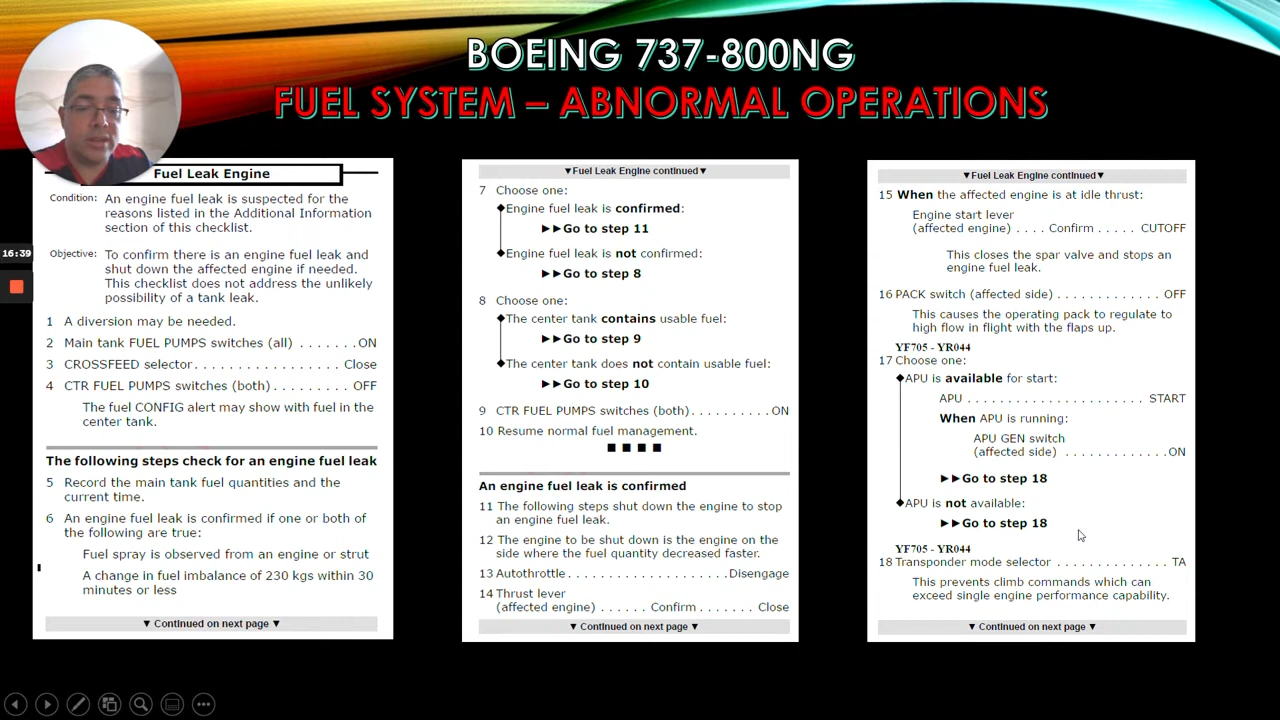 BOEING 737-800NG
FUEL SYSTEM – ABNORMAL OPERATIONS
16:39
Fuel Leak Engine
Condition: An engine fuel leak is suspected for the
reasons listed in the Additional Information
section of this checklist.
Objective: To confirm there is an engine fuel leak and
shut down the affected engine if needed.
This checklist does not address the unlikely
possibility of a tank leak.
1 A diversion may be needed.
2 Main tank FUEL PUMPS switches (all) . . . . . . . ON
3 CROSSFEED selector . . . . . . . . . . . . . . . . . Close
4 CTR FUEL PUMPS switches (both) . . . . . . . . . OFF
The fuel CONFIG alert may show with fuel in the
center tank.
The following steps check for an engine fuel leak
5 Record the main tank fuel quantities and the
current time.
6 An engine fuel leak is confirmed if one or both of
the following are true:
Fuel spray is observed from an engine or strut
A change in fuel imbalance of 230 kgs within 30
minutes or less
▼ Continued on next page ▼
▼Fuel Leak Engine continued▼
7 Choose one:
◆Engine fuel leak is confirmed:
►►Go to step 11
◆Engine fuel leak is not confirmed:
►►Go to step 8
8 Choose one:
◆The center tank contains usable fuel:
►►Go to step 9
◆The center tank does not contain usable fuel:
►►Go to step 10
9 CTR FUEL PUMPS switches (both) . . . . . . . . . . ON
10 Resume normal fuel management.
■ ■ ■ ■
An engine fuel leak is confirmed
11 The following steps shut down the engine to stop
an engine fuel leak.
12 The engine to be shut down is the engine on the
side where the fuel quantity decreased faster.
13 Autothrottle . . . . . . . . . . . . . . . . . . . . Disengage
14 Thrust lever
(affected engine) . . . . . . Confirm . . . . . . . Close
▼ Continued on next page ▼
▼Fuel Leak Engine continued▼
15 When the affected engine is at idle thrust:
Engine start lever
(affected engine) . . . . Confirm . . . . . CUTOFF
This closes the spar valve and stops an
engine fuel leak.
16 PACK switch (affected side) . . . . . . . . . . . . . OFF
This causes the operating pack to regulate to
high flow in flight with the flaps up.
YF705 - YR044
17 Choose one:
◆APU is available for start:
APU . . . . . . . . . . . . . . . . . . . . . . START
When APU is running:
APU GEN switch
(affected side) . . . . . . . . . . . . . ON
►►Go to step 18
◆APU is not available:
►►Go to step 18
YF705 - YR044
18 Transponder mode selector . . . . . . . . . . . . . . TA
This prevents climb commands which can
exceed single engine performance capability.
▼ Continued on next page ▼